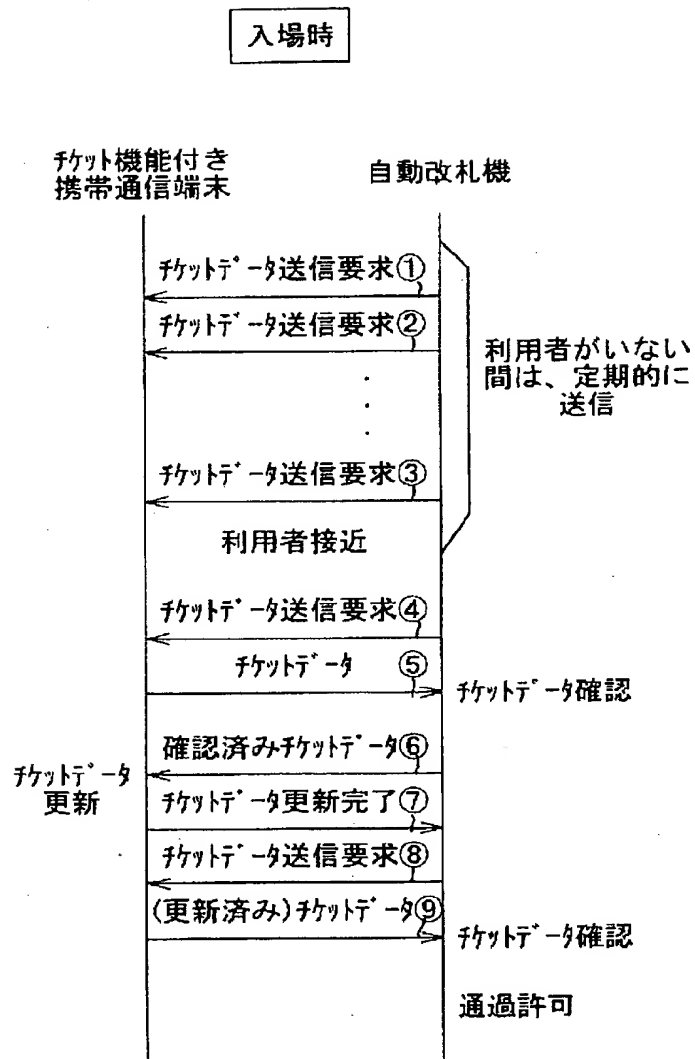 入場時
チケット機能付き
携帯通信端末
自動改札機
チケットデータ送信要求①
チケットデータ送信要求②
利用者がいない
間は、定期的に
送信
・
・
・
チケットデータ送信要求③
利用者接近
チケットデータ送信要求④
チケットデータ ⑤
チケットデータ確認
確認済みチケットデータ⑥
チケットデータ
更新
チケットデータ更新完了⑦
チケットデータ送信要求⑧
(更新済み)チケットデータ⑨
チケットデータ確認
通過許可